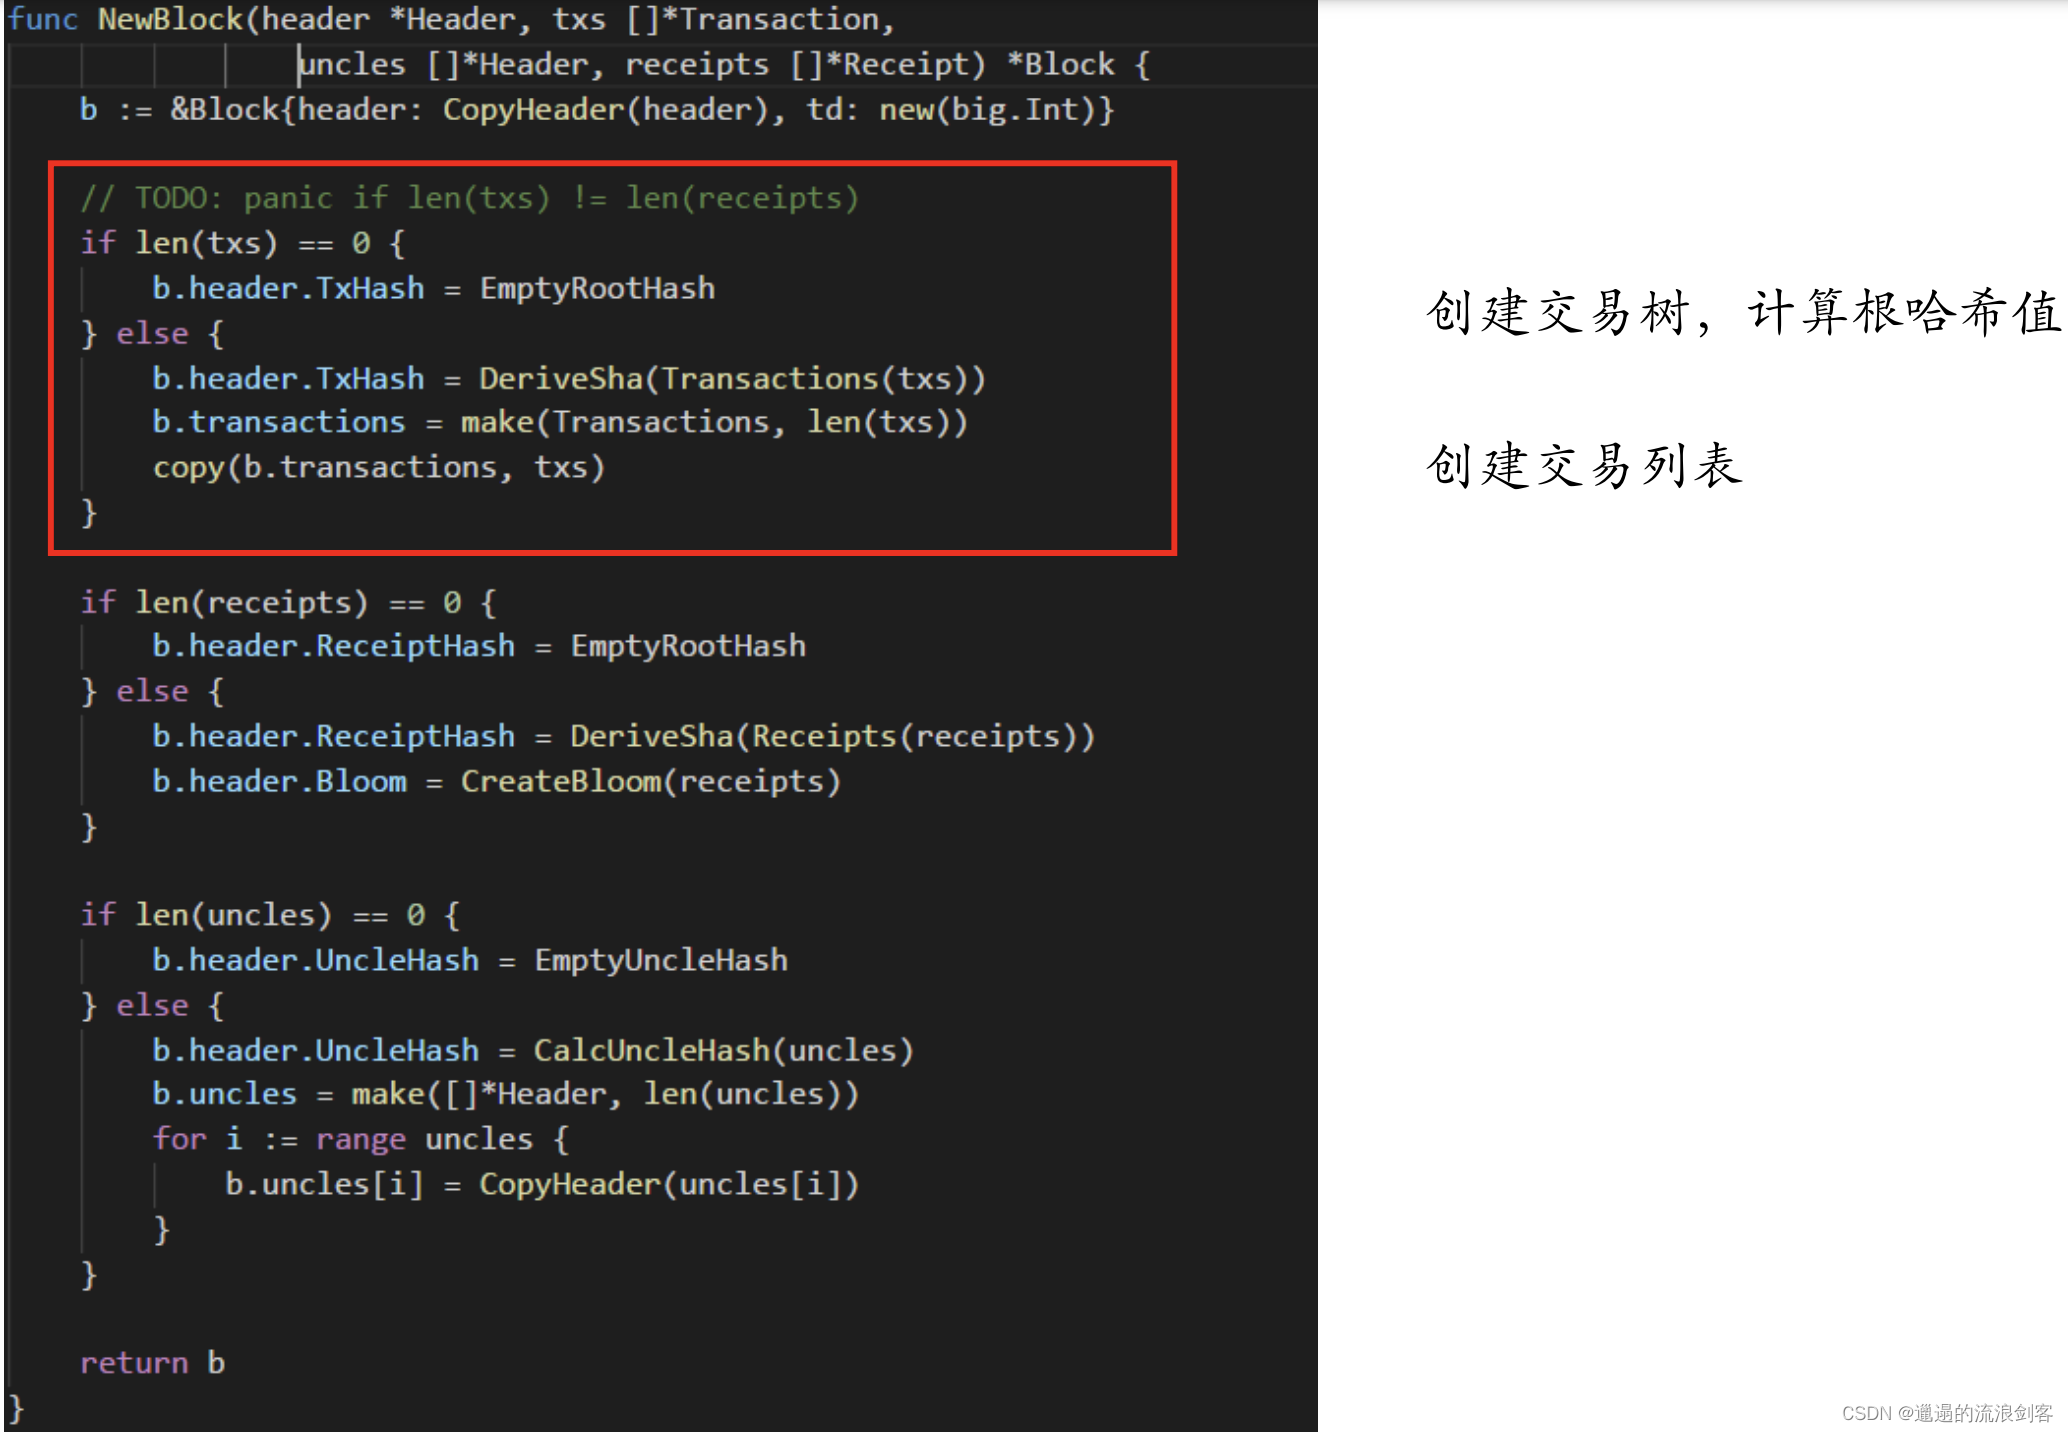 func NewBlock(header *Header, txs []*Transaction,
uncles []*Header, receipts []*Receipt) *Block {
b := &Block{header: CopyHeader(header), td: new(big.Int)}
// TODO: panic if len(txs) != len(receipts)
if len(txs) == 0 {
b.header.TxHash = EmptyRootHash
} else {
b.header.TxHash = DeriveSha(Transactions(txs))
b.transactions = make(Transactions, len(txs))
copy(b.transactions, txs)
}
if len(receipts) == 0 {
b.header.ReceiptHash = EmptyRootHash
} else {
b.header.ReceiptHash = DeriveSha(Receipts(receipts))
b.header.Bloom = CreateBloom(receipts)
}
if len(uncles) == 0 {
b.header.UncleHash = EmptyUncleHash
} else {
b.header.UncleHash = CalcUncleHash(uncles)
b.uncles = make([]*Header, len(uncles))
for i := range uncles {
b.uncles[i] = CopyHeader(uncles[i])
}
}
return b
}
创建交易树，计算根哈希值
创建交易列表
CSDN @邋遢的流浪剑客